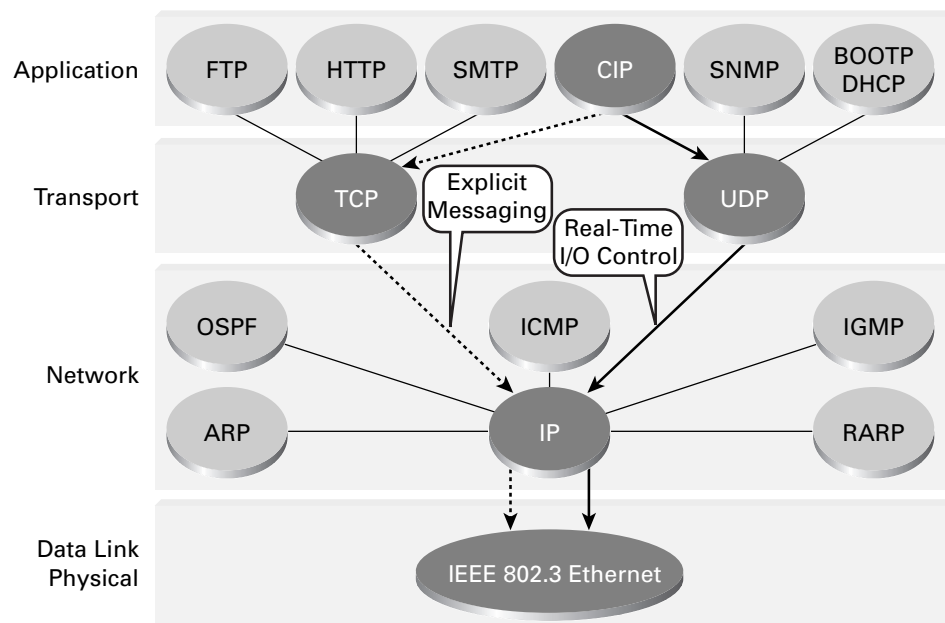 Application
FTP
HTTP
SMTP
CIP
SNMP
BOOTP
DHCP
Transport
TCP
Explicit
Messaging
UDP
Real-Time
I/O Control
Network
OSPF
ICMP
IGMP
ARP
IP
RARP
Data Link
Physical
IEEE 802.3 Ethernet